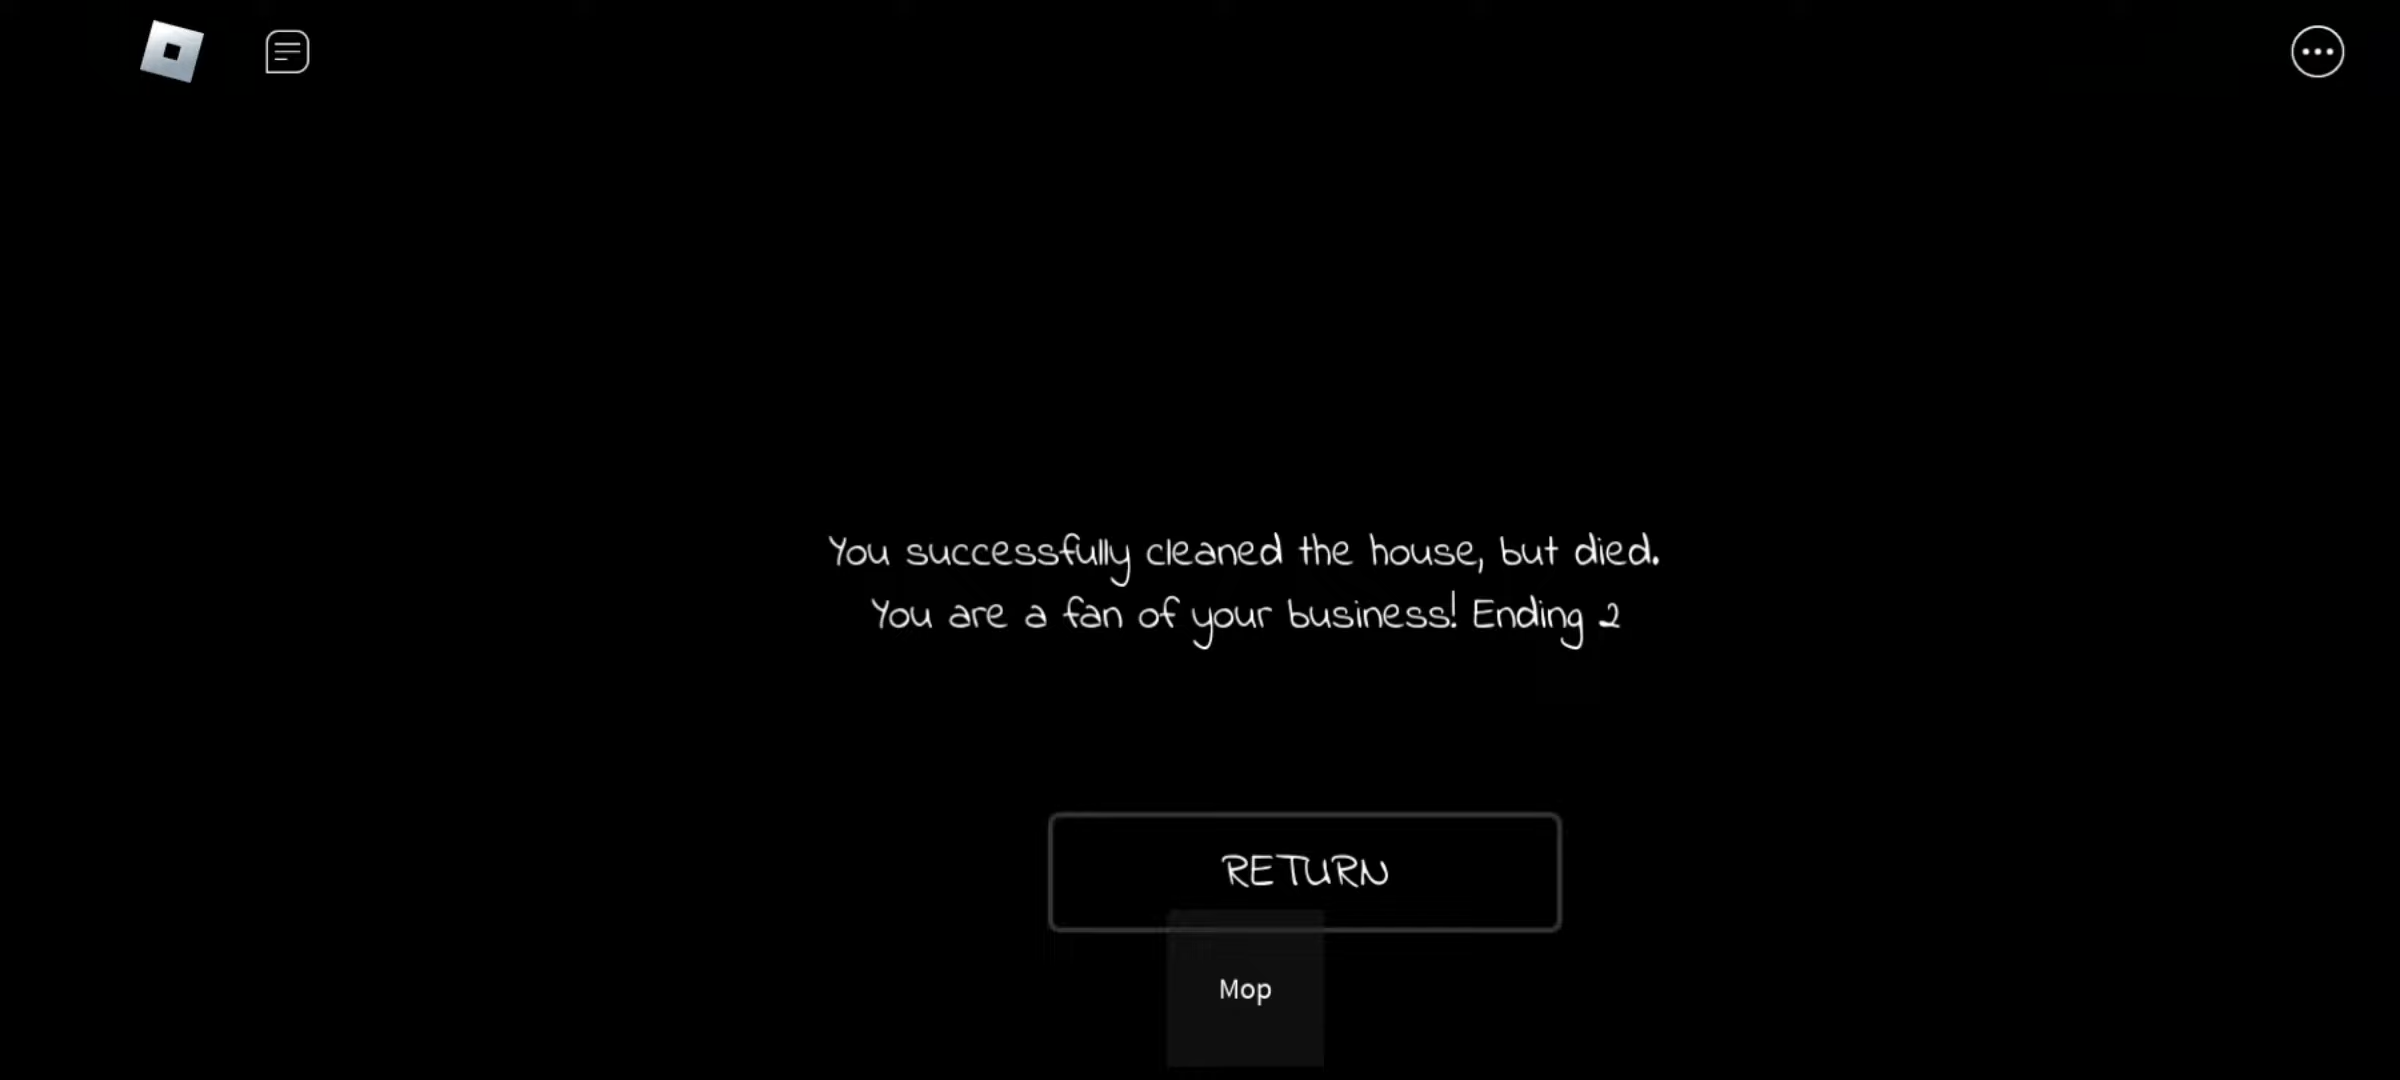 You successfully cleaned the house, but died.
You are a fan of your business! Ending 2
RETURN
Mop